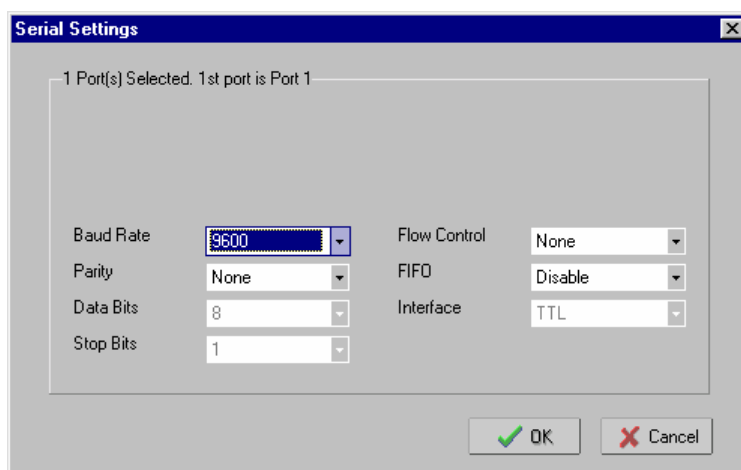 Serial Settings
1 Port(s) Selected. 1st port is Port 1
Baud Rate 9600 Flow Control None
Parity None FIFO Disable
Data Bits 8 Interface TTL
Stop Bits 1
OK Cancel